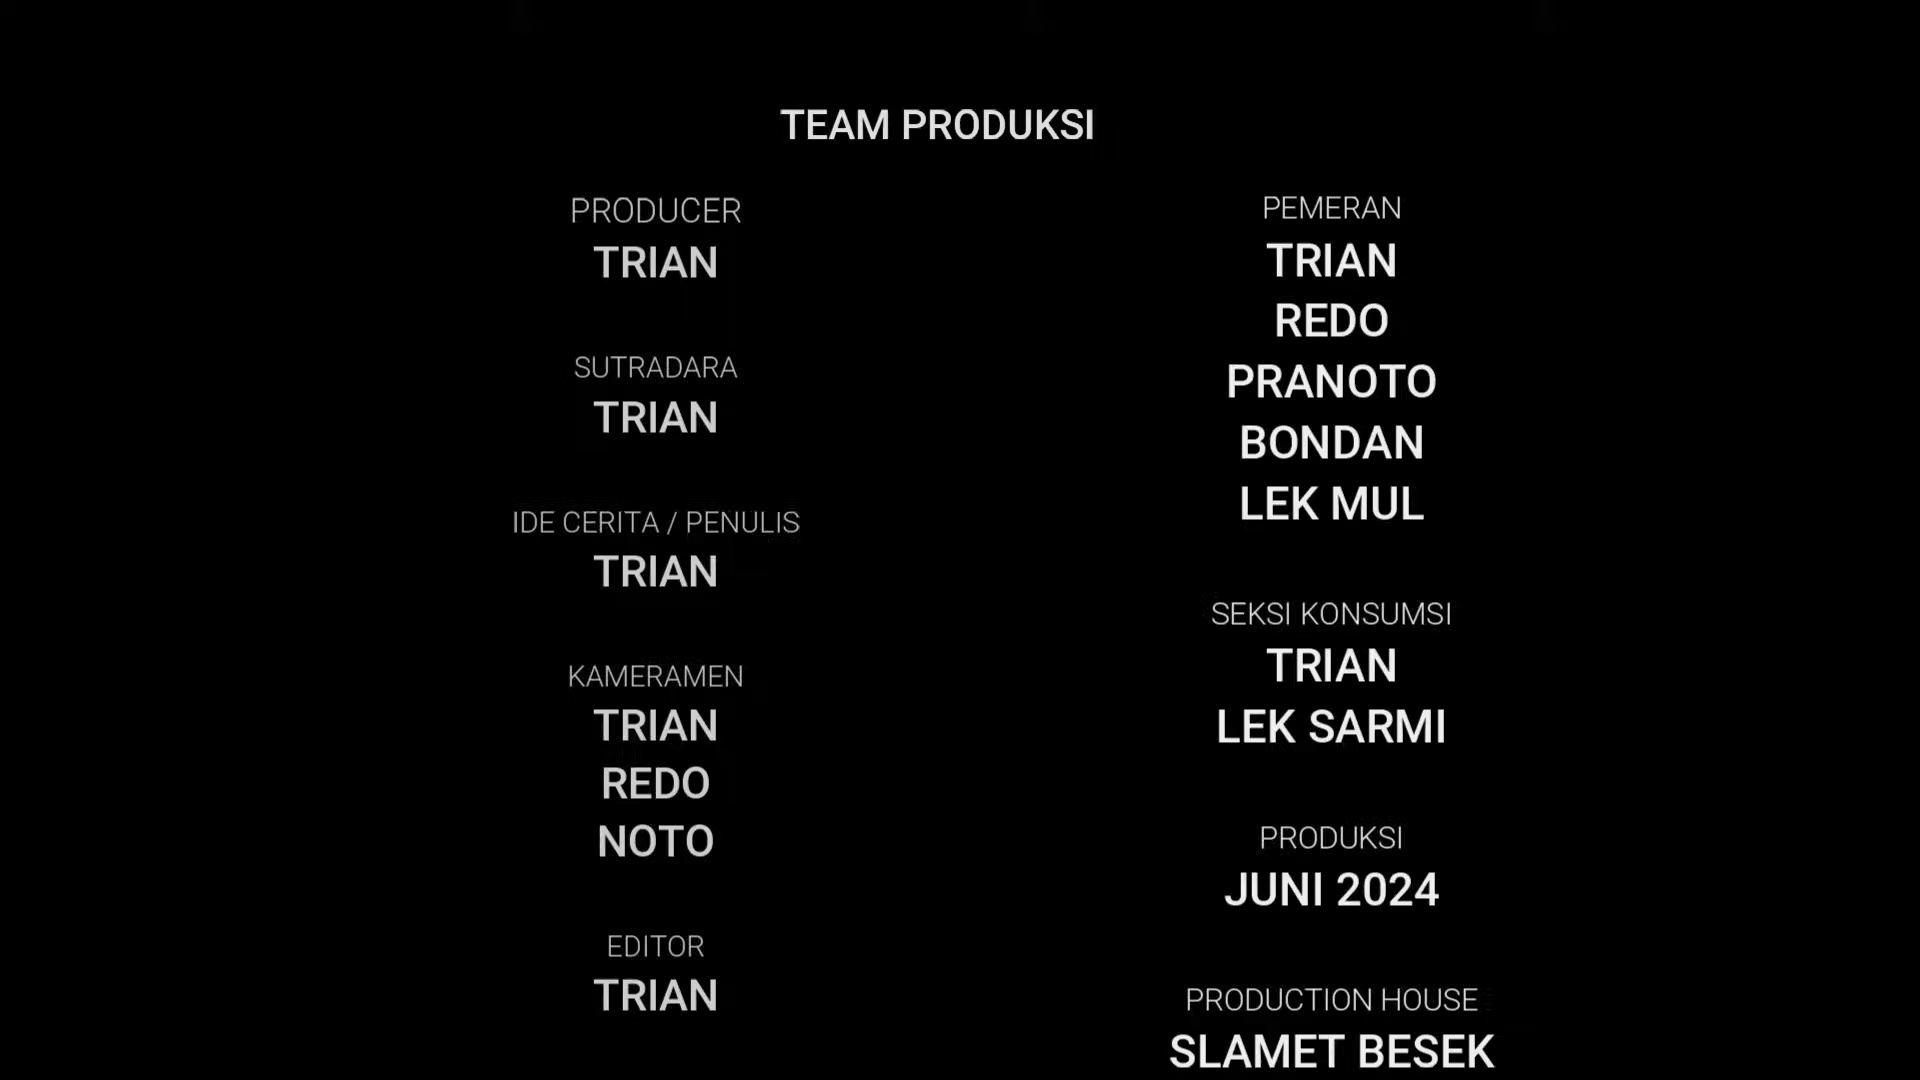 TEAM PRODUKSI
PRODUCER
TRIAN
SUTRADARA
TRIAN
IDE CERITA / PENULIS
TRIAN
KAMERAMEN
TRIAN
REDO
NOTO
EDITOR
TRIAN
PEMERAN
TRIAN
REDO
PRANOTO
BONDAN
LEK MUL
SEKSI KONSUMSI
TRIAN
LEK SARMI
PRODUKSI
JUNI 2024
PRODUCTION HOUSE
SLAMET BESEK